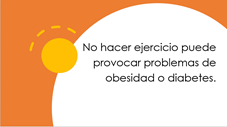 No hacer ejercicio puede
provocar problemas de
obesidad o diabetes.